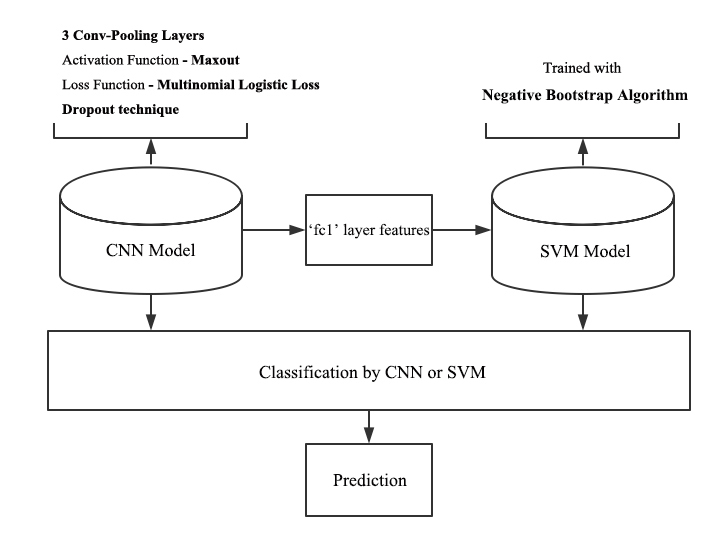 3 Conv-Pooling Layers
Activation Function - Maxout
Loss Function - Multinomial Logistic Loss
Dropout technique
Trained with
Negative Bootstrap Algorithm
CNN Model
‘fc1’ layer features
SVM Model
Classification by CNN or SVM
Prediction